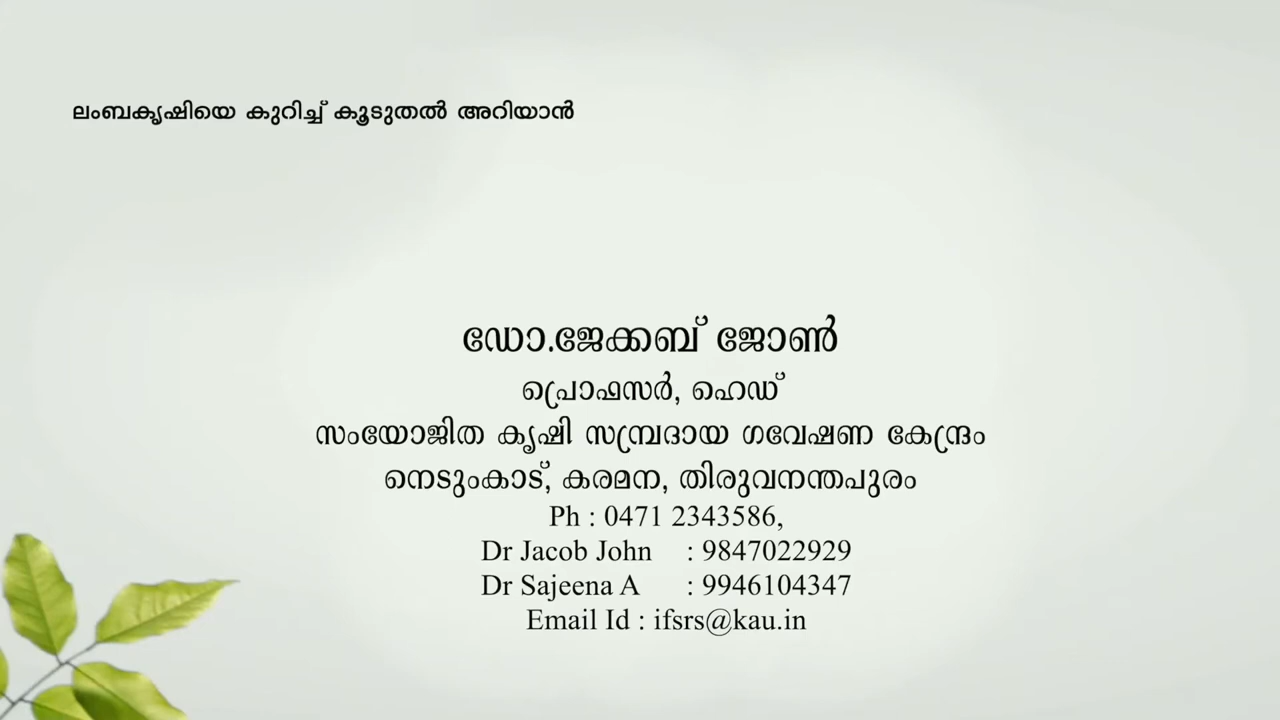 ലംബകൃഷിയെ കുറിച്ച് കൂടുതൽ അറിയാൻ
ഡോ.ജേക്കബ് ജോൺ
പ്രൊഫസർ, ഹെഡ്
സംയോജിത കൃഷി സമ്പ്രദായ ഗവേഷണ കേന്ദ്രം
നെടുംകാട്, കരമന, തിരുവനന്തപുരം
Ph : 0471 2343586,
Dr Jacob John : 9847022929
Dr Sajeena A : 9946104347
Email Id : ifsrs@kau.in